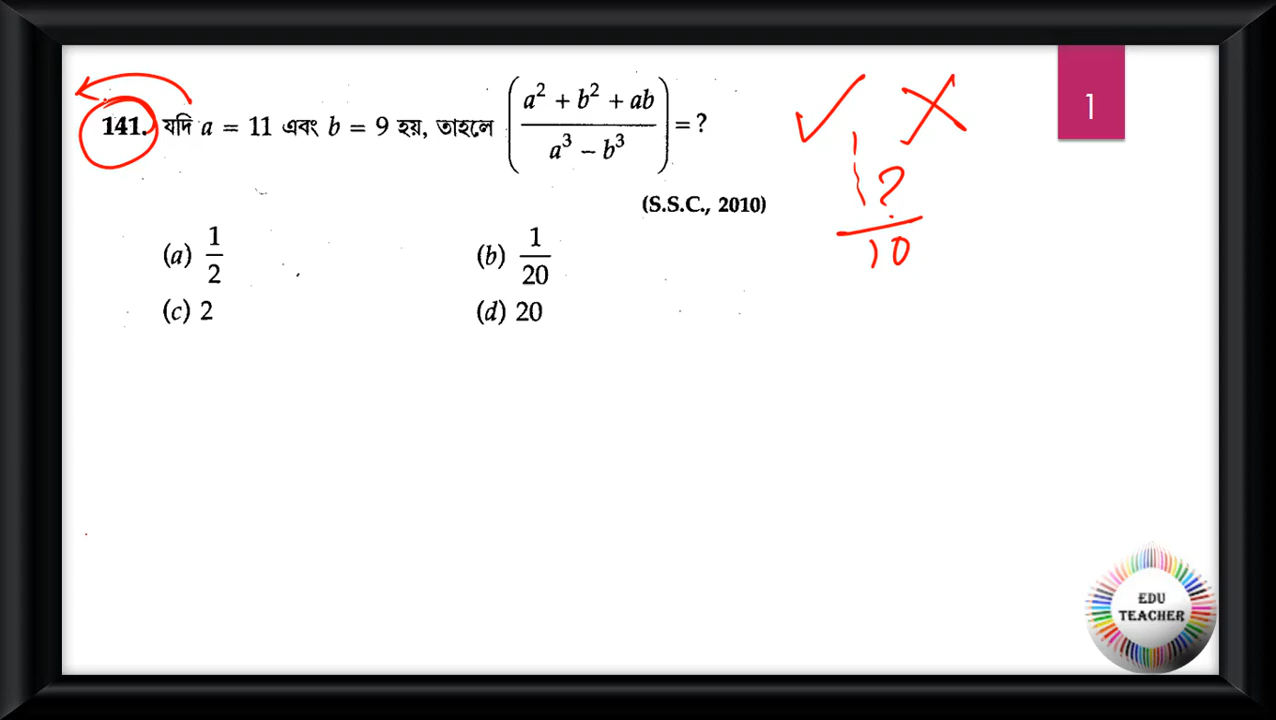 1
141. যদি a = 11 এবং b = 9 হয়, তাহলে (a² + b² + ab / a³ – b³) = ?
(S.S.C., 2010)
(a) 1/2 (b) 1/20
(c) 2 (d) 20
?
10
EDU
TEACHER